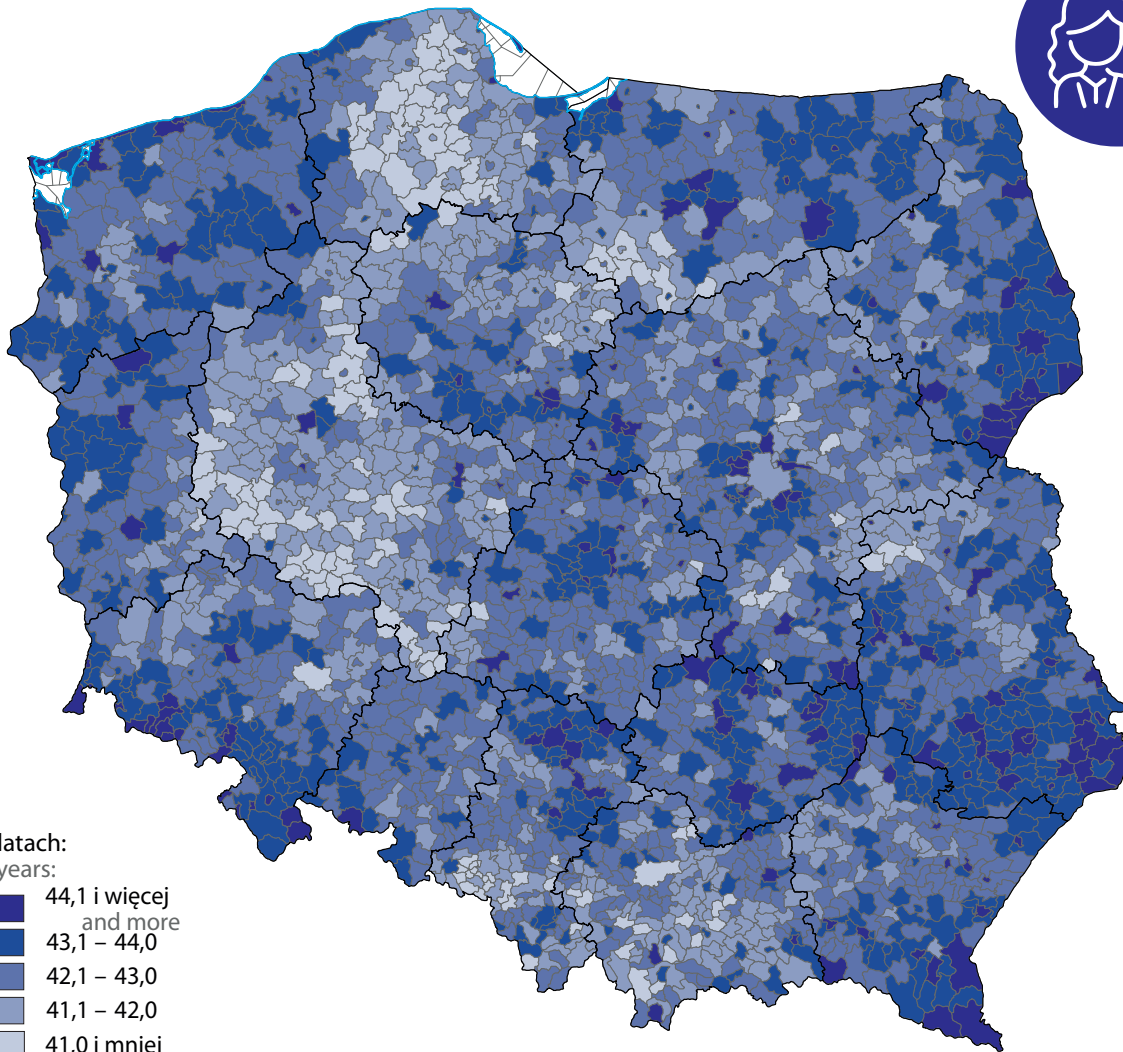 latach:
years:
44,1 i więcej
and more
43,1 – 44,0
42,1 – 43,0
41,1 – 42,0
41,0 i mniej